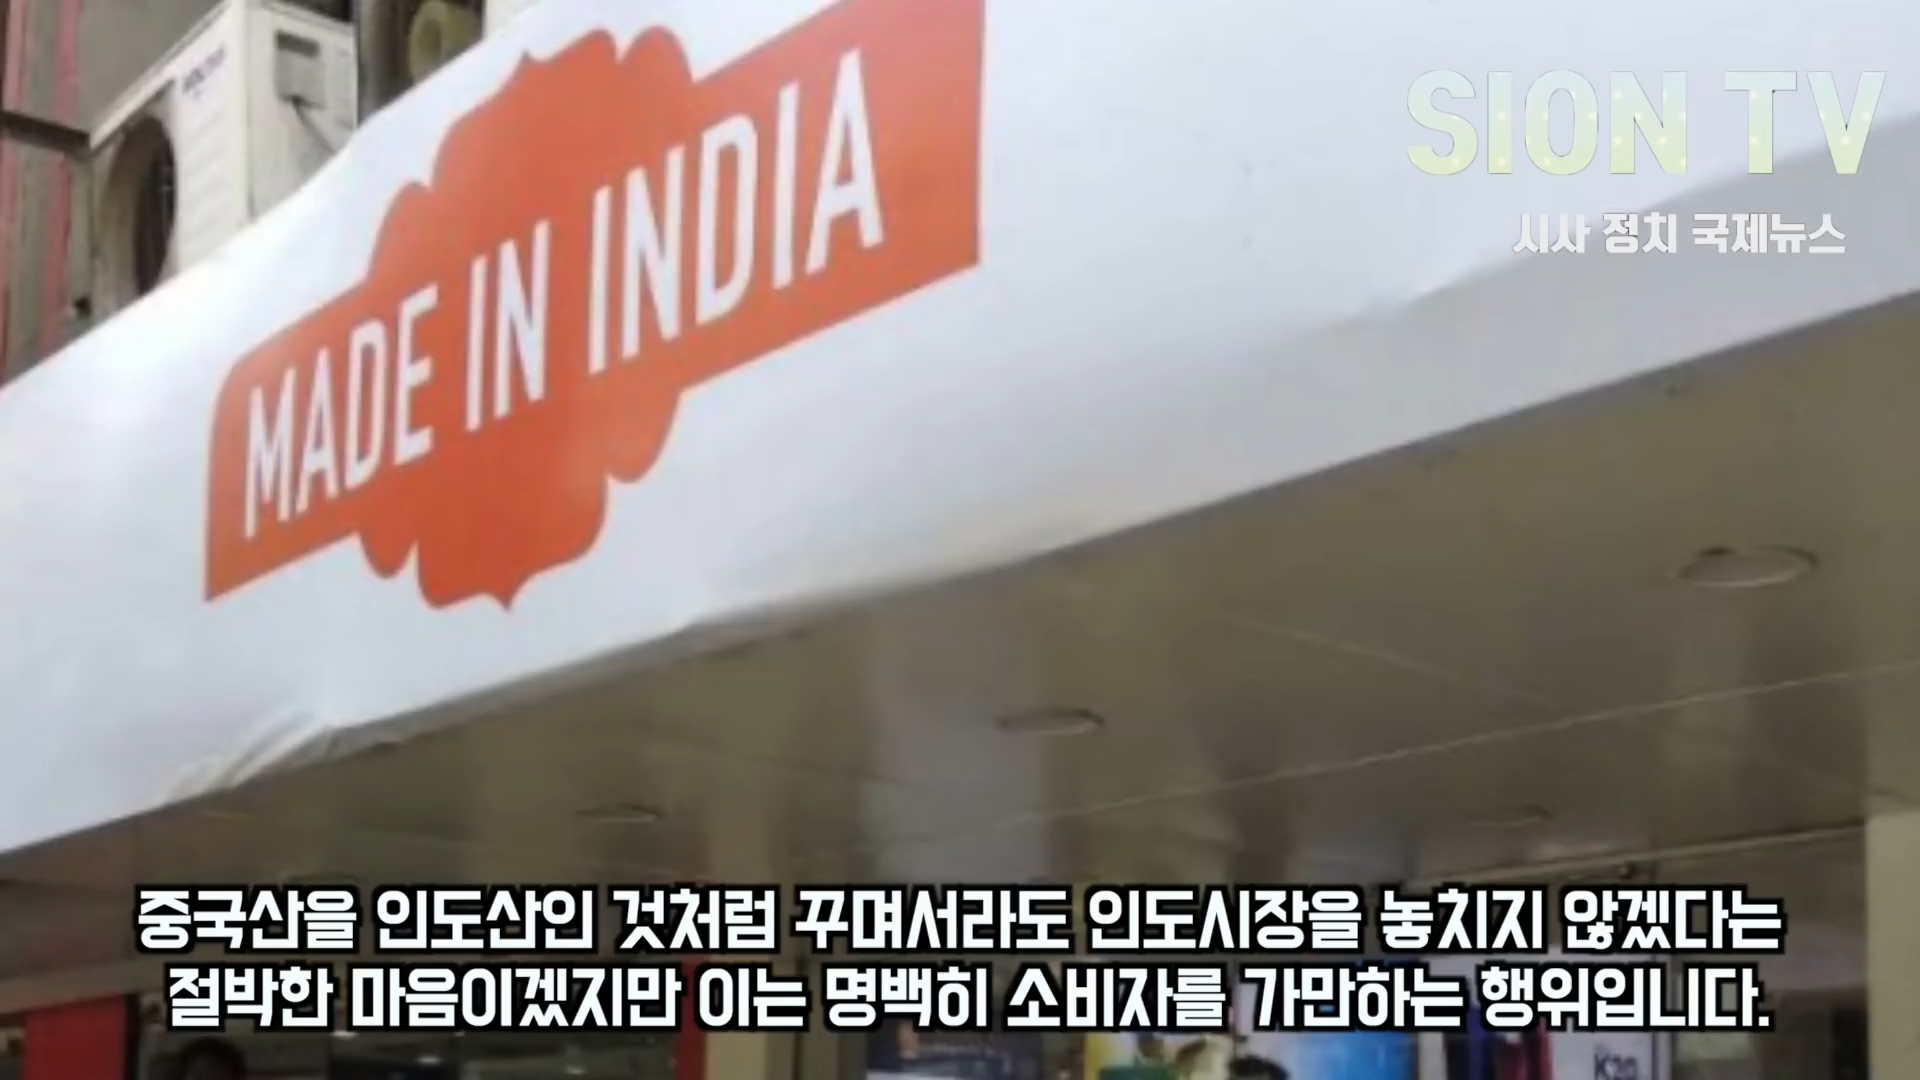 SION TV
시사 정치 국제뉴스
MADE IN INDIA
중국산을 인도산인 것처럼 꾸며서라도 인도시장을 놓치지 않겠다는
절박한 마음이겠지만 이는 명백히 소비자를 가만하는 행위입니다.
K20